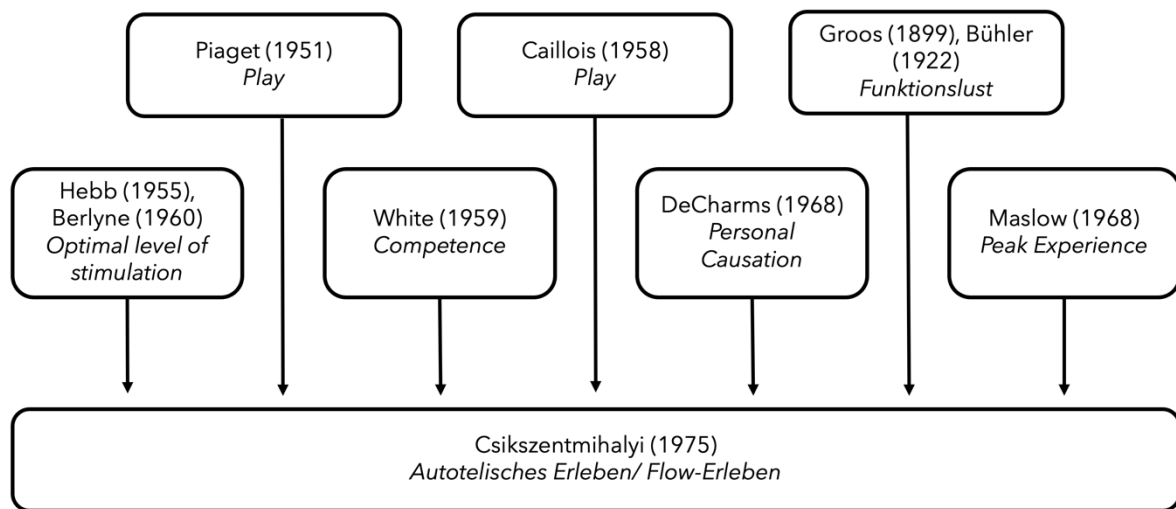 Piaget (1951)
Play
Caillois (1958)
Play
Groos (1899), Bühler
(1922)
Funktionslust
Hebb (1955),
Berlyne (1960)
Optimal level of
stimulation
White (1959)
Competence
DeCharms (1968)
Personal
Causation
Maslow (1968)
Peak Experience
Csikszentmihalyi (1975)
Autotelisches Erleben/ Flow-Erleben